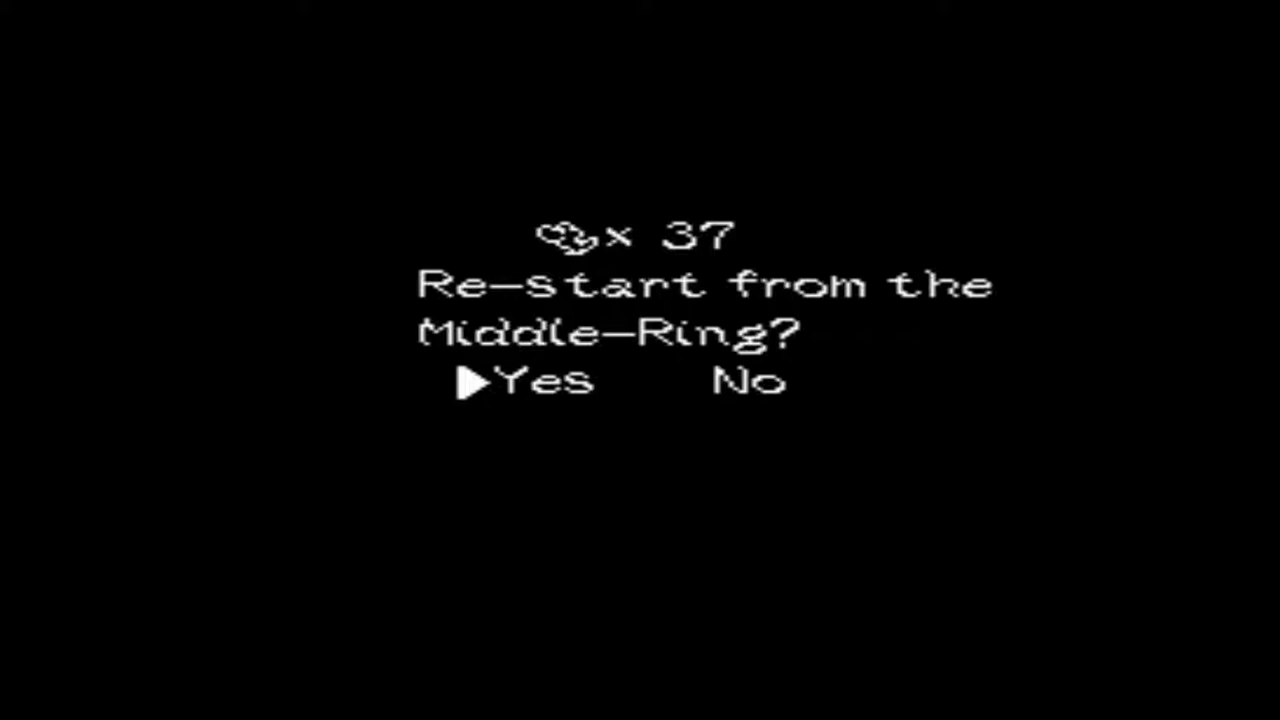 × 37
Re-start from the
Middle-Ring?
Yes No